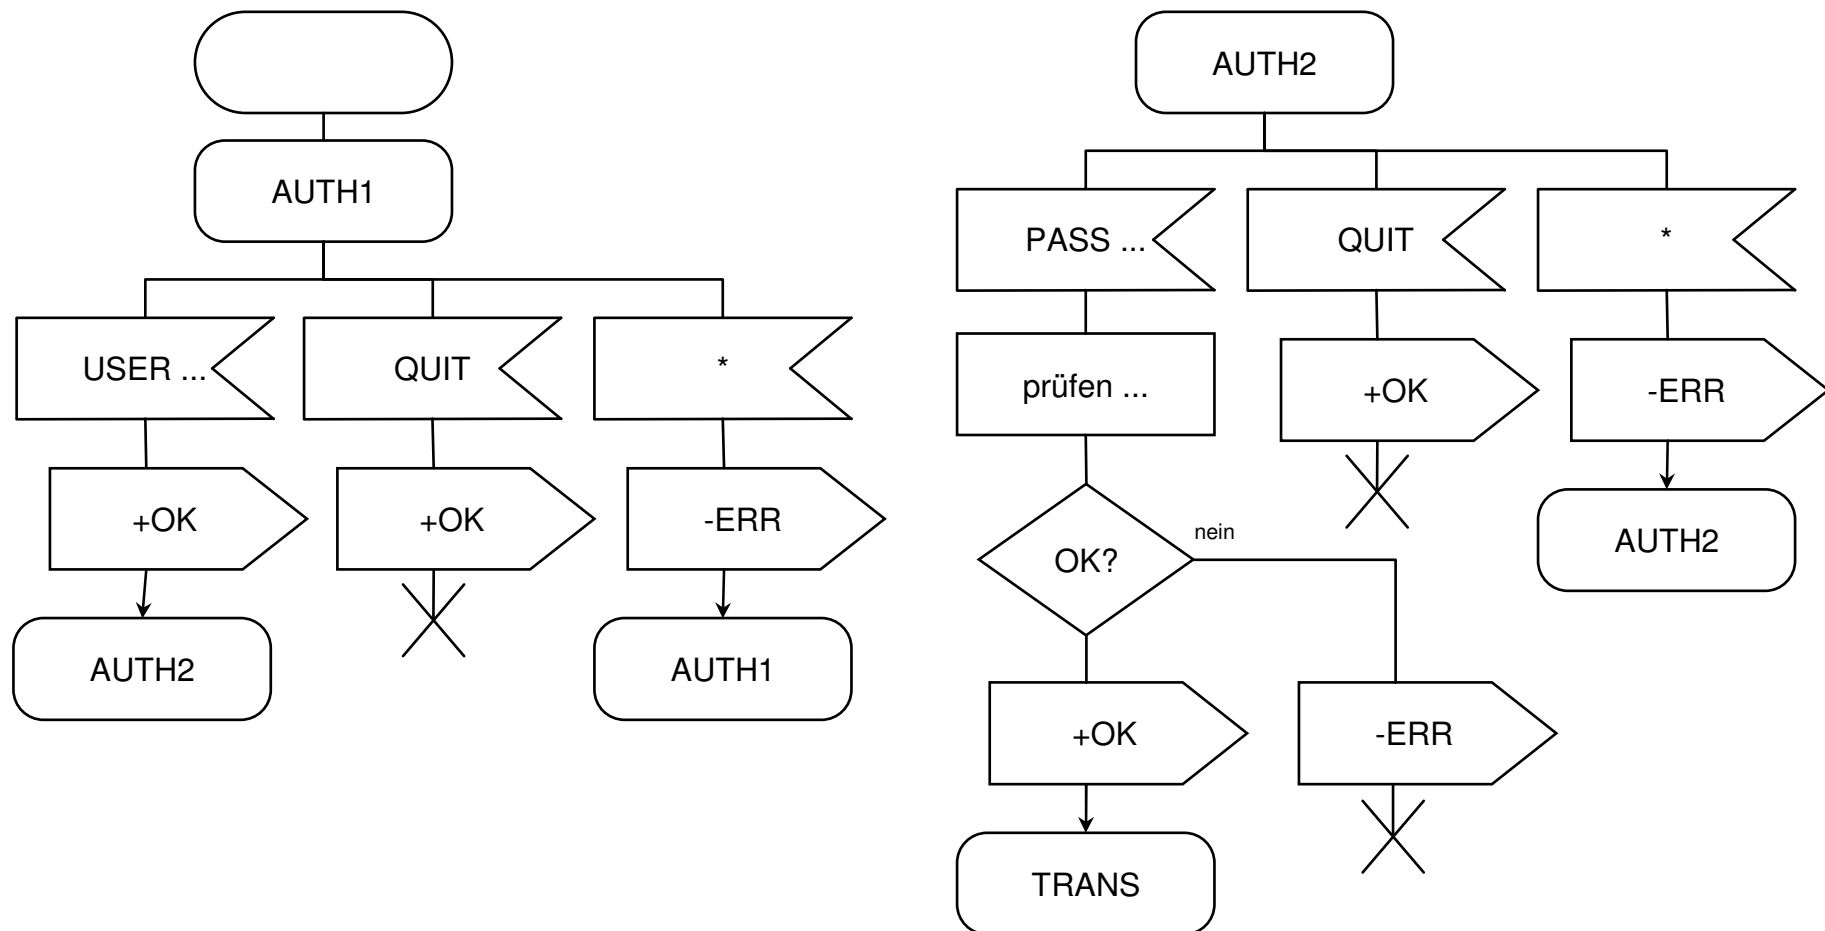 AUTH1
USER ...
QUIT
*
+OK
+OK
-ERR
AUTH2
AUTH1
AUTH2
PASS ...
QUIT
*
prüfen ...
+OK
-ERR
OK?
nein
AUTH2
+OK
-ERR
TRANS